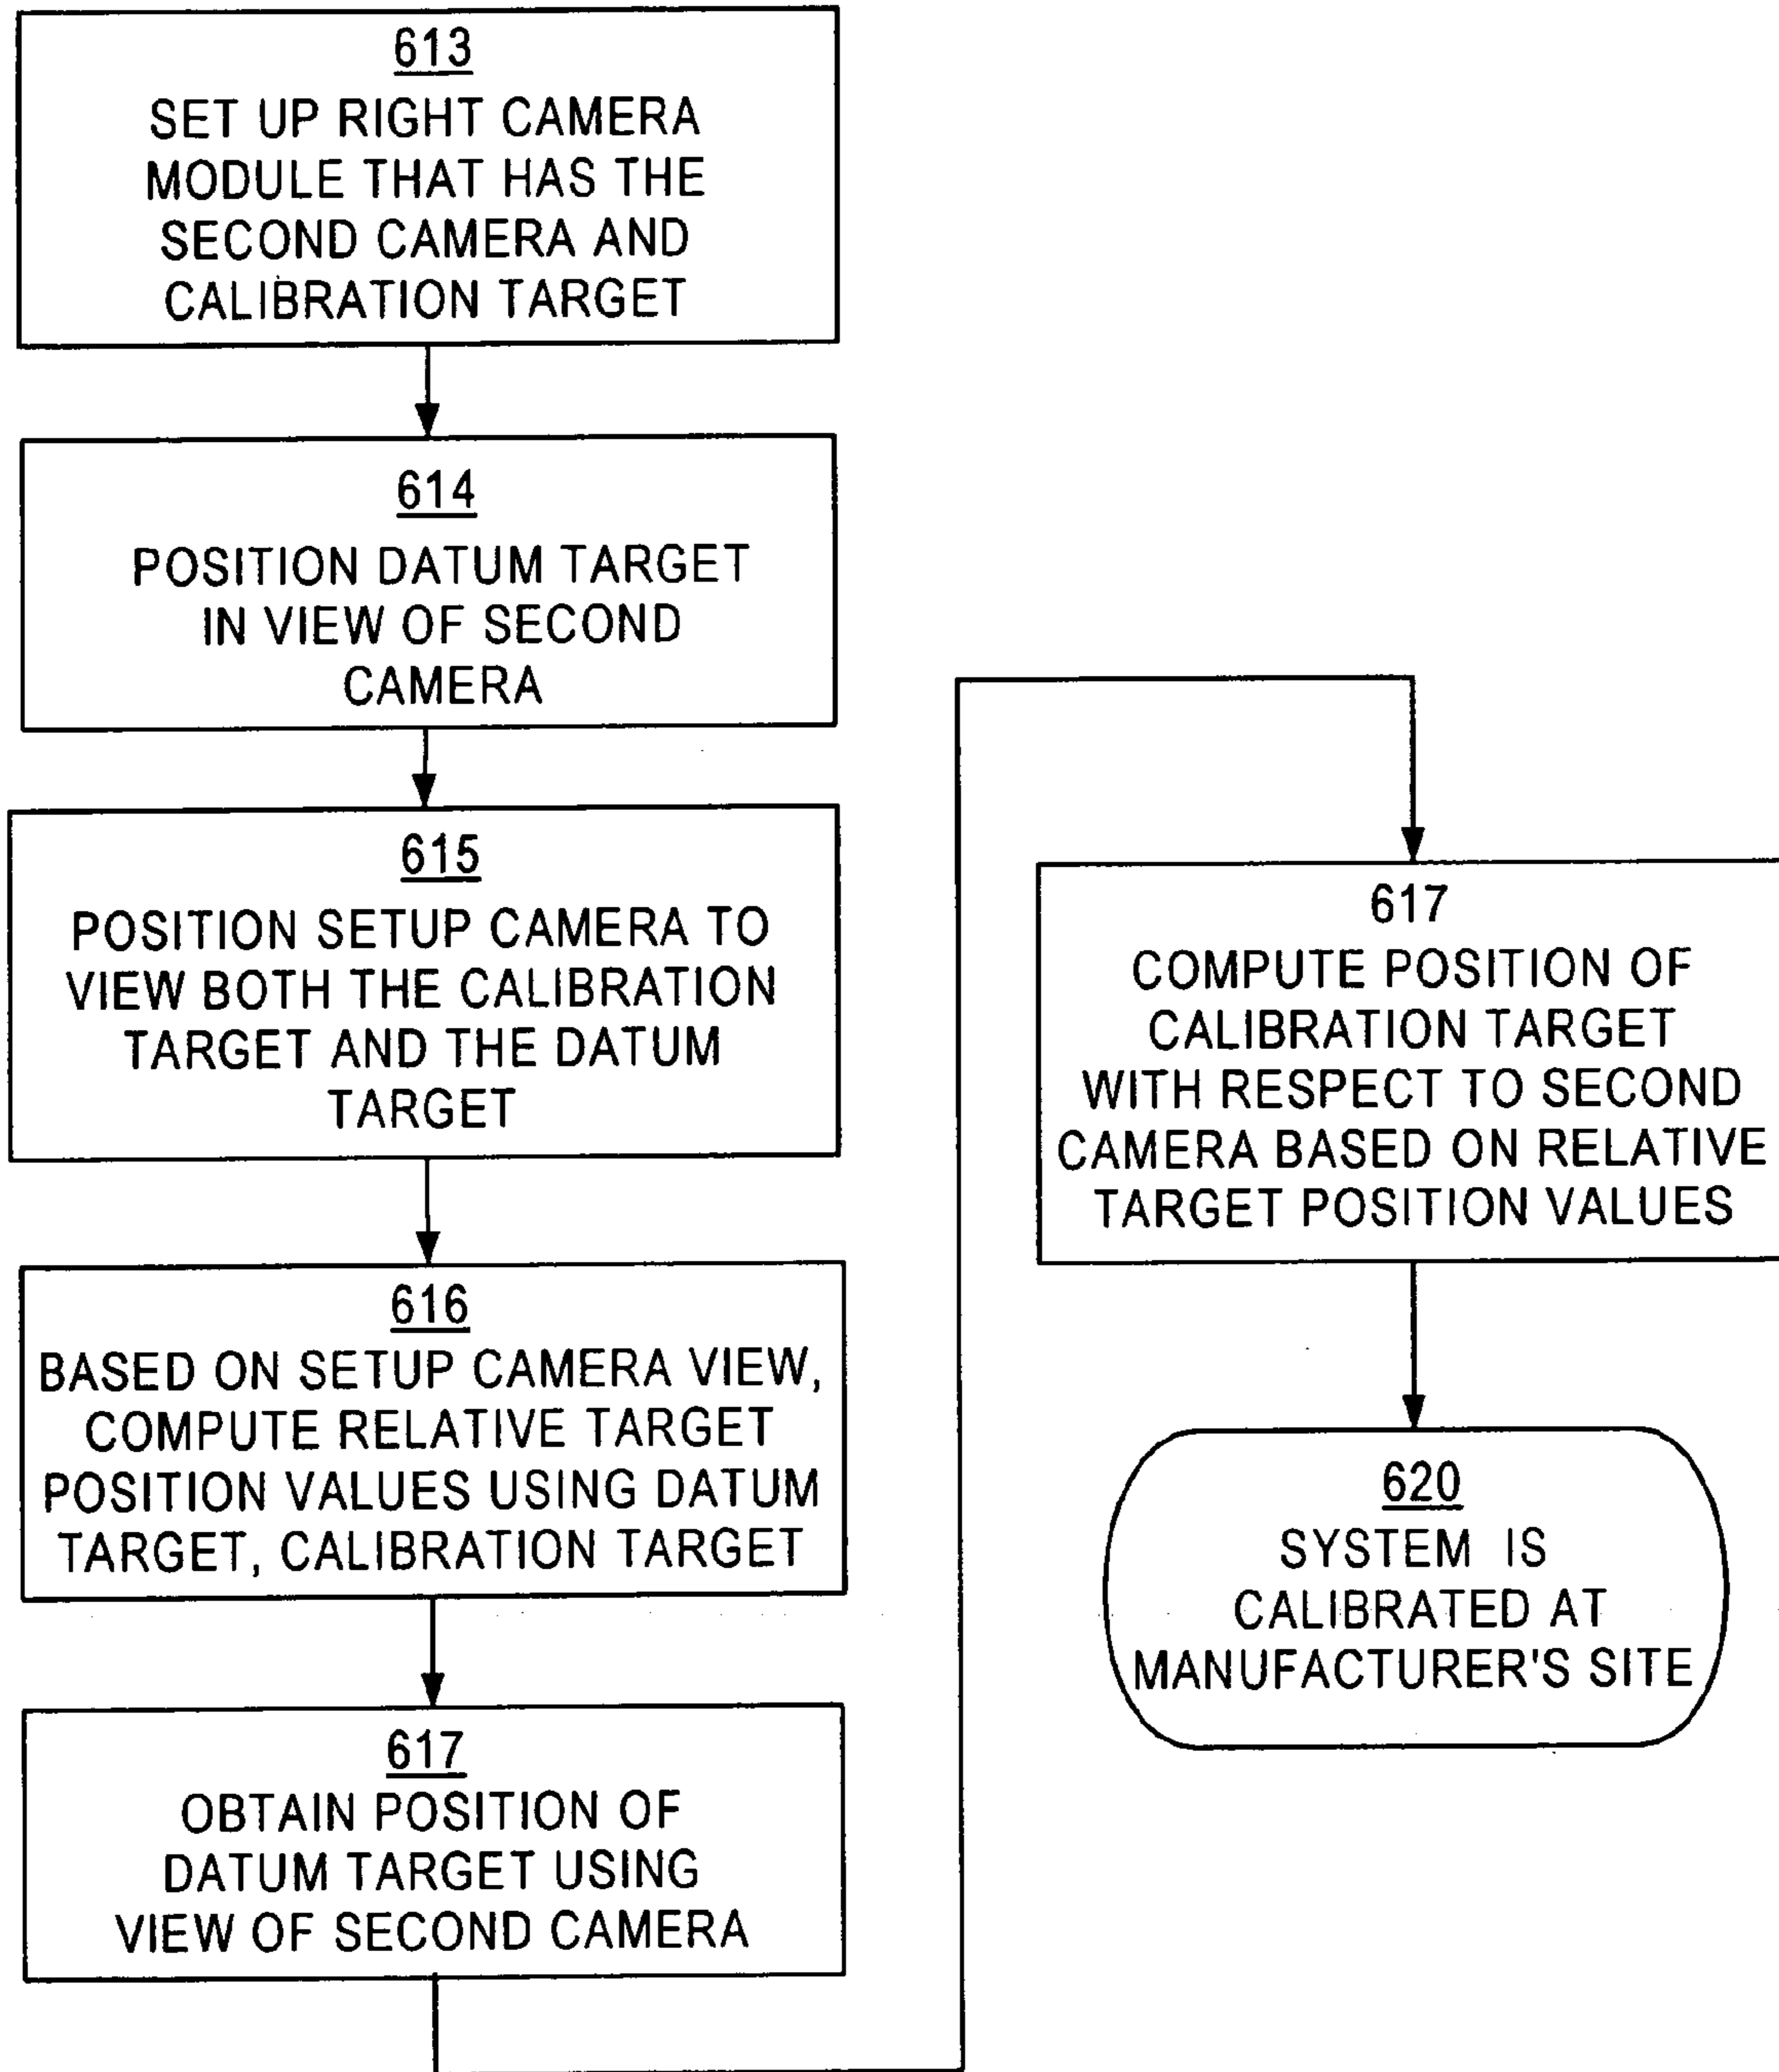 613
SET UP RIGHT CAMERA
MODULE THAT HAS THE
SECOND CAMERA AND
CALIBRATION TARGET
614
POSITION DATUM TARGET
IN VIEW OF SECOND
CAMERA
615
POSITION SETUP CAMERA TO
VIEW BOTH THE CALIBRATION
TARGET AND THE DATUM
TARGET
616
BASED ON SETUP CAMERA VIEW,
COMPUTE RELATIVE TARGET
POSITION VALUES USING DATUM
TARGET, CALIBRATION TARGET
617
OBTAIN POSITION OF
DATUM TARGET USING
VIEW OF SECOND CAMERA
617
COMPUTE POSITION OF
CALIBRATION TARGET
WITH RESPECT TO SECOND
CAMERA BASED ON RELATIVE
TARGET POSITION VALUES
620
SYSTEM IS
CALIBRATED AT
MANUFACTURER'S SITE